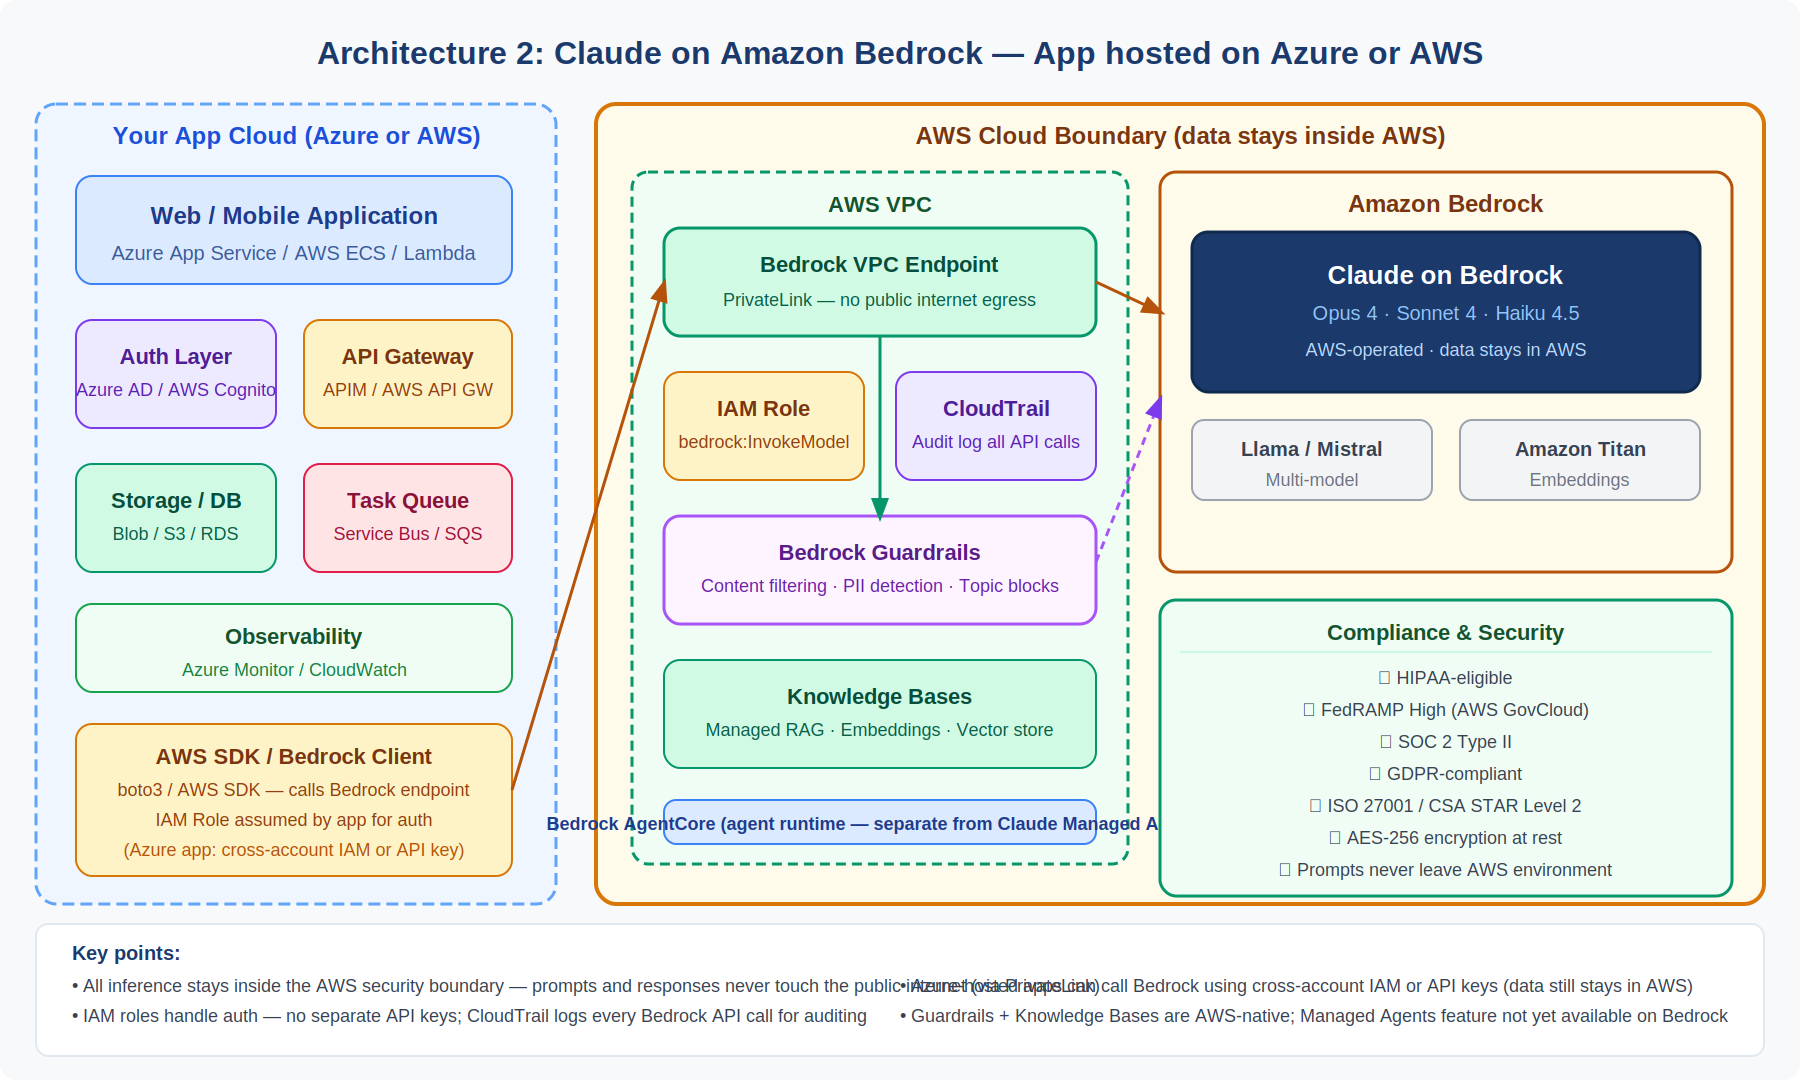 Architecture 2: Claude on Amazon Bedrock — App hosted on Azure or AWS
Your App Cloud (Azure or AWS)
Web / Mobile Application
Azure App Service / AWS ECS / Lambda
Auth Layer
Azure AD / AWS Cognito
API Gateway
APIM / AWS API GW
Storage / DB
Blob / S3 / RDS
Task Queue
Service Bus / SQS
Observability
Azure Monitor / CloudWatch
AWS SDK / Bedrock Client
boto3 / AWS SDK — calls Bedrock endpoint
IAM Role assumed by app for auth
(Azure app: cross-account IAM or API key)
AWS Cloud Boundary (data stays inside AWS)
AWS VPC
Bedrock VPC Endpoint
PrivateLink — no public internet egress
IAM Role
bedrock:InvokeModel
CloudTrail
Audit log all API calls
Bedrock Guardrails
Content filtering · PII detection · Topic blocks
Knowledge Bases
Managed RAG · Embeddings · Vector store
Bedrock AgentCore (agent runtime — separate from Claude Managed A
Amazon Bedrock
Claude on Bedrock
Opus 4 · Sonnet 4 · Haiku 4.5
AWS-operated · data stays in AWS
Llama / Mistral
Multi-model
Amazon Titan
Embeddings
Compliance & Security
HIPAA-eligible
FedRAMP High (AWS GovCloud)
SOC 2 Type II
GDPR-compliant
ISO 27001 / CSA STAR Level 2
AES-256 encryption at rest
Prompts never leave AWS environment
Key points:
• All inference stays inside the AWS security boundary — prompts and responses never touch the public internet (via PrivateLink)
• IAM roles handle auth — no separate API keys; CloudTrail logs every Bedrock API call for auditing
• Azure-hosted apps can call Bedrock using cross-account IAM or API keys (data still stays in AWS)
• Guardrails + Knowledge Bases are AWS-native; Managed Agents feature not yet available on Bedrock